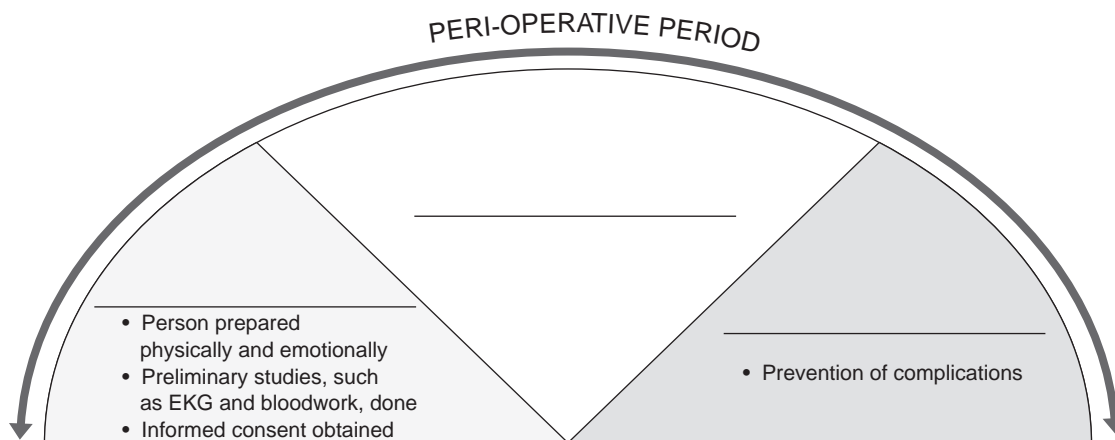 PERI-OPERATIVE PERIOD
• Person prepared
physically and emotionally
• Preliminary studies, such
as EKG and bloodwork, done
• Informed consent obtained
• Prevention of complications